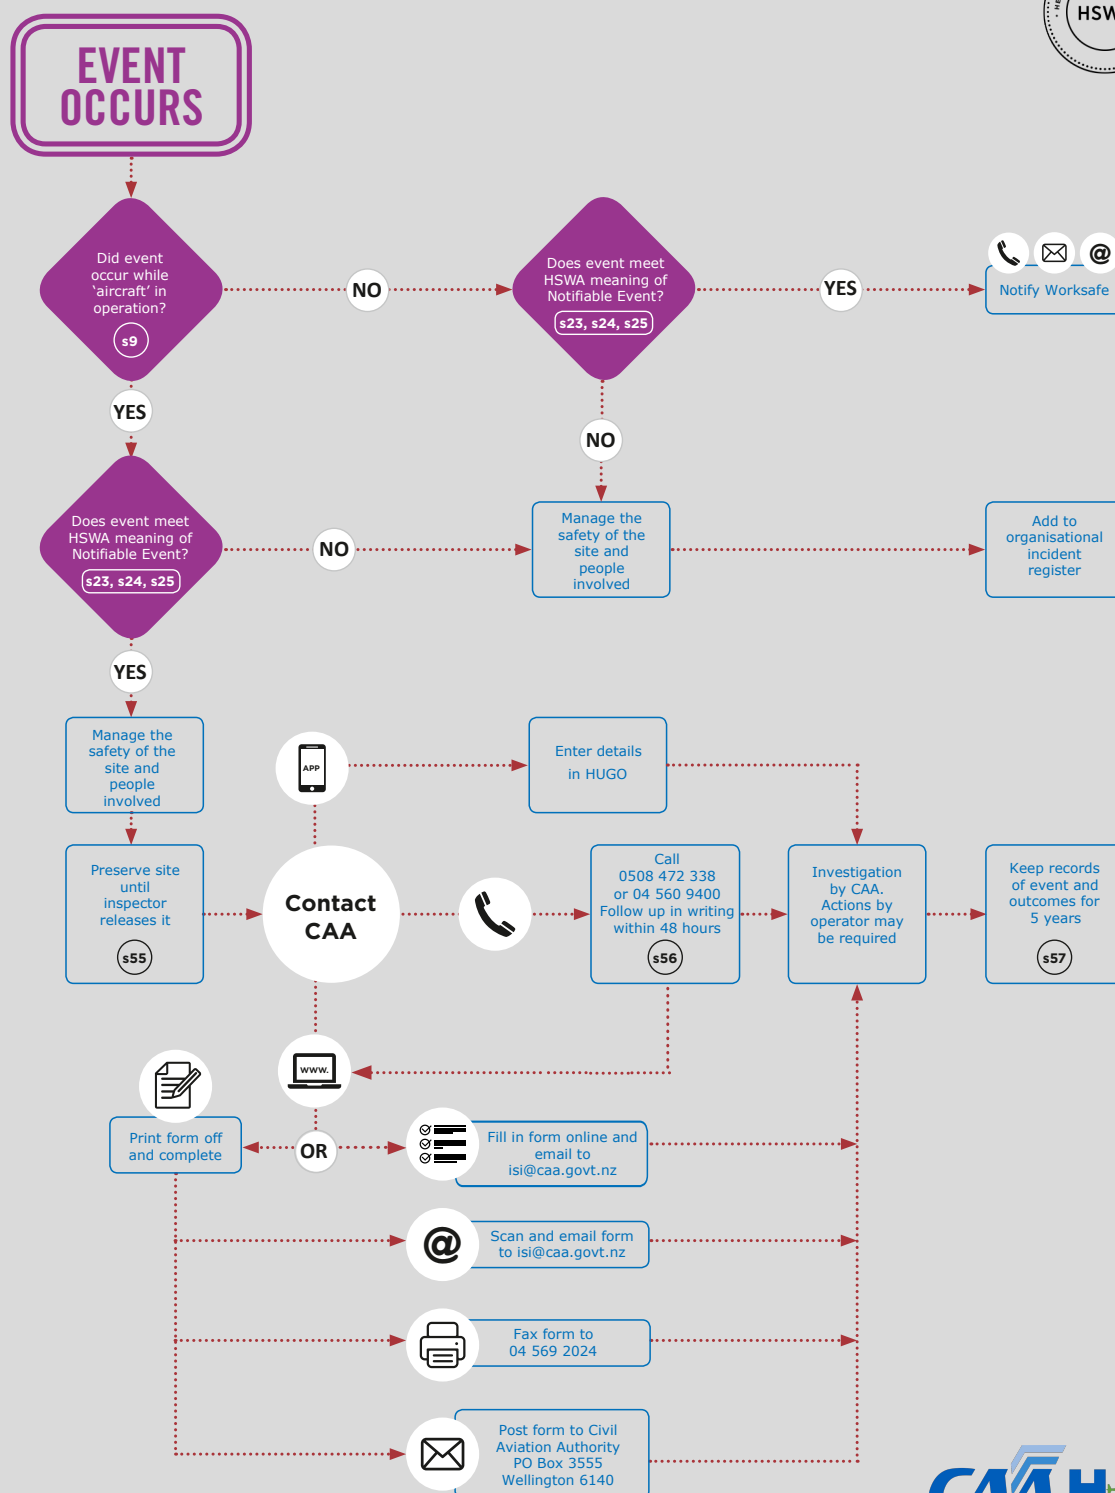 EVENT
OCCURS
HSW
Did event
occur while
‘aircraft’ in
operation?
s9
NO
Does event meet
HSWA meaning of
Notifiable Event?
s23, s24, s25
YES
@
Notify Worksafe
YES
NO
Does event meet
HSWA meaning of
Notifiable Event?
s23, s24, s25
NO
Manage the
safety of the
site and
people
involved
Add to
organisational
incident
register
YES
Manage the
safety of the
site and
people
involved
APP
Enter details
in HUGO
Preserve site
until
inspector
releases it
s55
Contact
CAA
Call
0508 472 338
or 04 560 9400
Follow up in writing
within 48 hours
s56
Investigation
by CAA.
Actions by
operator may
be required
Keep records
of event and
outcomes for
5 years
s57
www.
Print form off
and complete
OR
Fill in form online and
email to
isi@caa.govt.nz
@
Scan and email form
to isi@caa.govt.nz
Fax form to
04 569 2024
Post form to Civil
Aviation Authority
PO Box 3555
Wellington 6140
CAA H